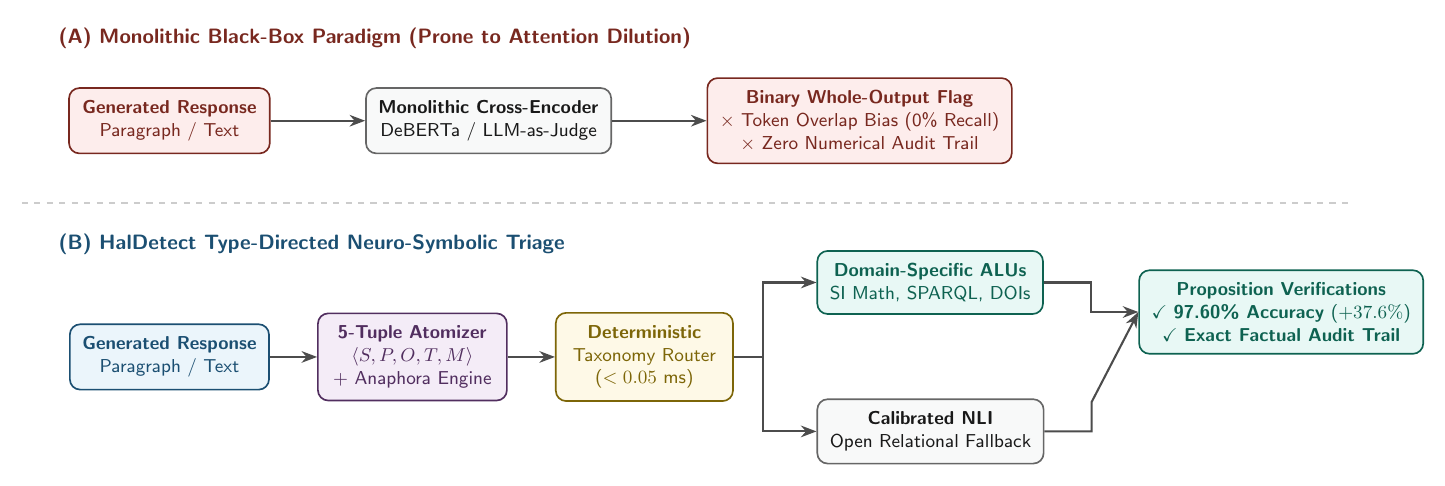 (A) Monolithic Black-Box Paradigm (Prone to Attention Dilution)
Generated Response
Paragraph / Text
Monolithic Cross-Encoder
DeBERTa / LLM-as-Judge
Binary Whole-Output Flag
× Token Overlap Bias (0% Recall)
× Zero Numerical Audit Trail
(B) HalDetect Type-Directed Neuro-Symbolic Triage
Generated Response
Paragraph / Text
5-Tuple Atomizer
⟨S, P, O, T, M⟩
+ Anaphora Engine
Deterministic
Taxonomy Router
(< 0.05 ms)
Domain-Specific ALUs
SI Math, SPARQL, DOIs
Calibrated NLI
Open Relational Fallback
Proposition Verifications
✓ 97.60% Accuracy (+37.6%)
✓ Exact Factual Audit Trail